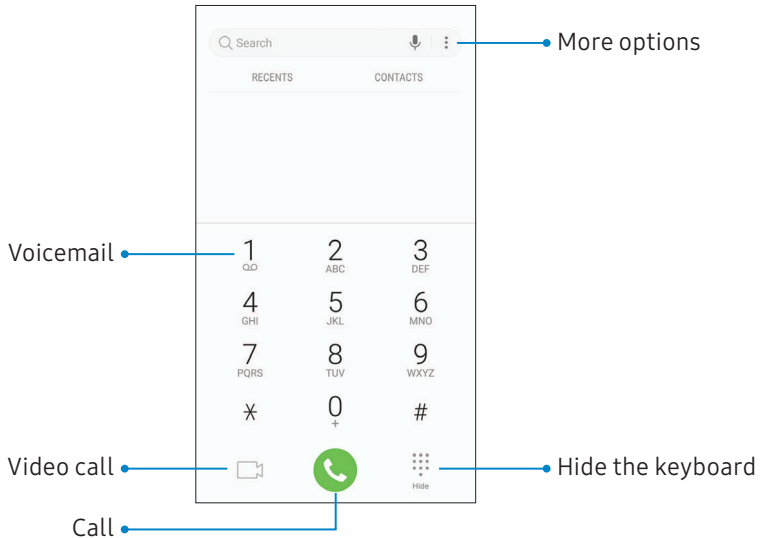 Search
More options
RECENTS CONTACTS
Voicemail
1 2 3
ABC DEF
4 5 6
GHI JKL MNO
7 8 9
PQRS TUV WXYZ
* 0 #
+
Video call
Hide the keyboard
Hide
Call